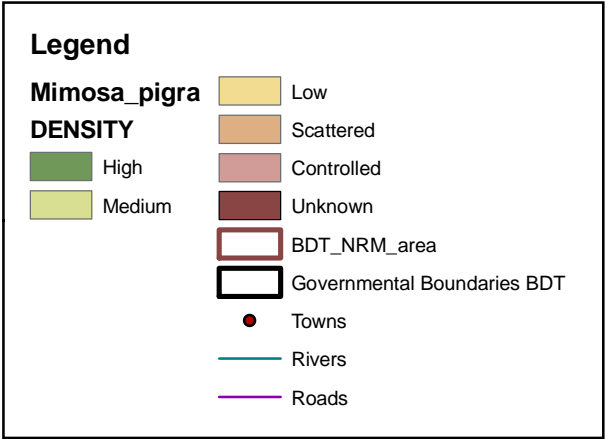 Legend
Mimosa_pigra
DENSITY
High
Medium
Low
Scattered
Controlled
Unknown
BDT_NRM_area
Governmental Boundaries BDT
Towns
Rivers
Roads